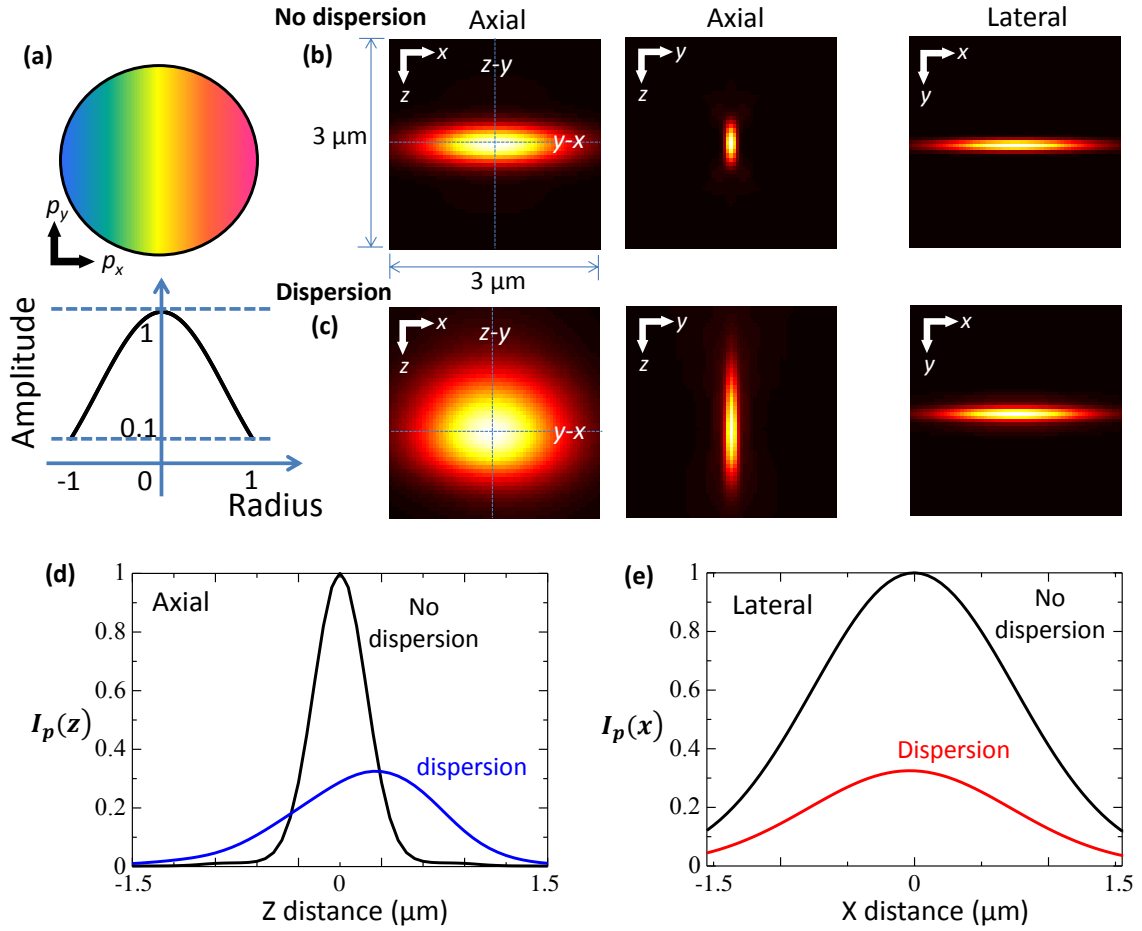 No dispersion
Axial
Axial
Lateral
(a)
(b)
x
z
z-y
y-x
y
z
x
y
3 µm
3 µm
p_y
p_x
Dispersion
(c)
x
z
z-y
y-x
y
z
x
y
Amplitude
1
0.1
-1
0
1
Radius
(d)
1
0.8
0.6
0.4
0.2
0
Axial
No
dispersion
dispersion
I_p(z)
-1.5
0
1.5
Z distance (µm)
(e)
1
0.8
0.6
0.4
0.2
0
Lateral
No
dispersion
Dispersion
I_p(x)
-1.5
0
1.5
X distance (µm)